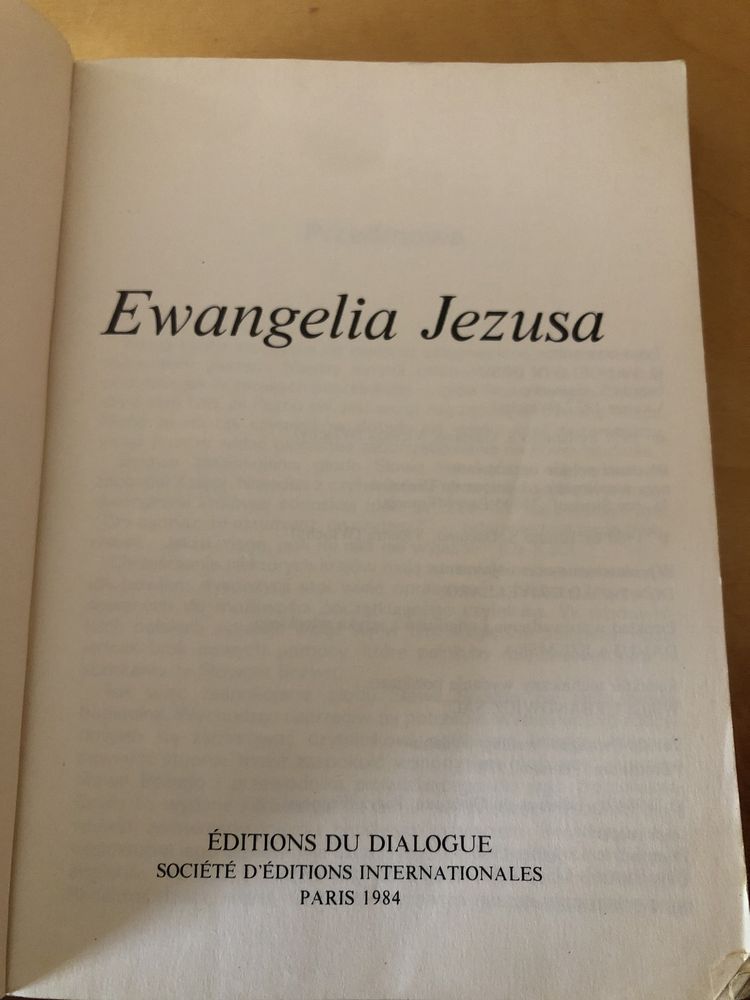 Ewangelia Jezusa
ÉDITIONS DU DIALOGUE
SOCIÉTÉ D'ÉDITIONS INTERNATIONALES
PARIS 1984